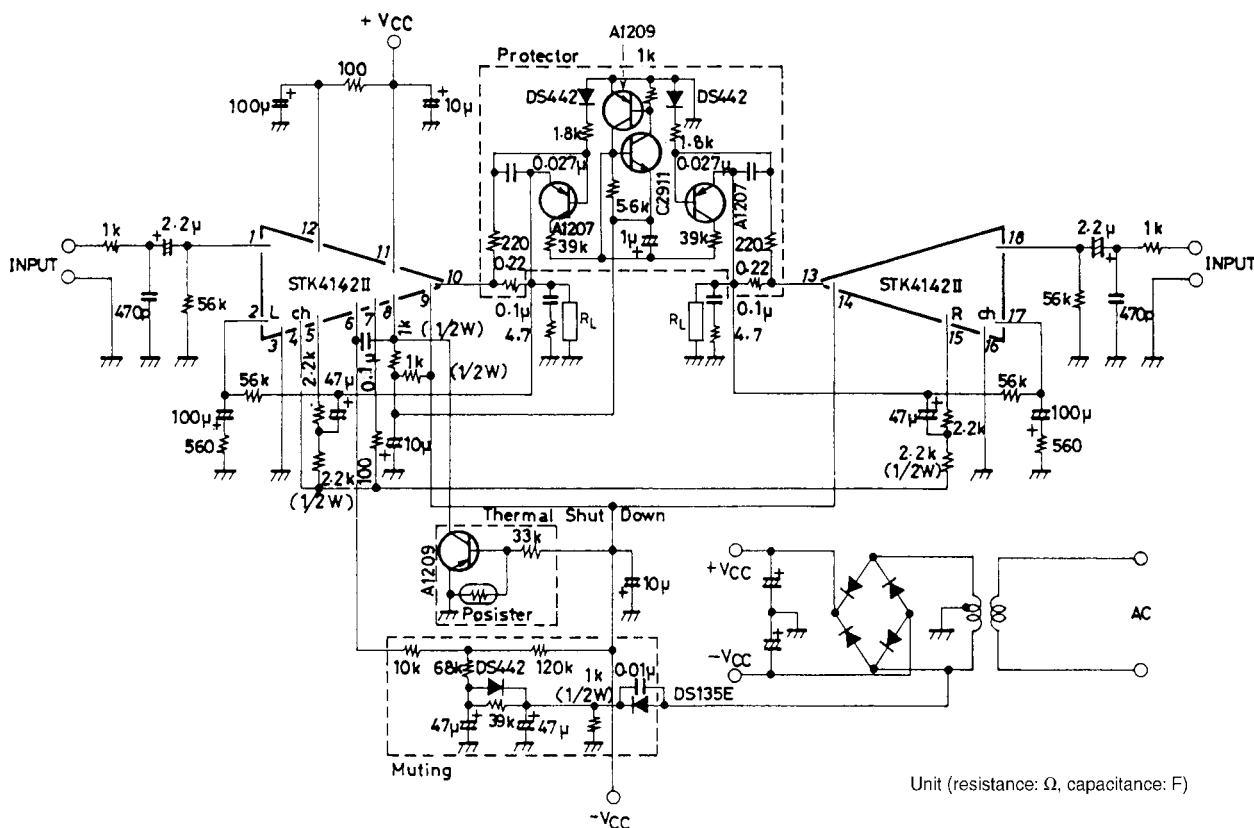 + VCC
A1209
Protector
1k
100
100µ
+
10µ
+
DS442
DS442
1.8k
1.8k
0.027µ
0.027µ
C2911
A1207
A1207
5.6k
39k
1µ
+
39k
220
220
0.22
0.22
INPUT
1k
+
2.2µ
1
12
11
10
470p
56k
STK4142II
L ch
2
3
4
5
6
7
8
9
0.1µ
4.7
RL
RL
0.1µ
4.7
13
14
STK4142II
R ch
15
16
17
18
2.2µ
+
1k
INPUT
56k
470p
1k
(1/2W)
1k
(1/2W)
0.1µ
2.2k
47µ
+
56k
100µ
+
560
2.2k
(1/2W)
100
10µ
+
56k
47µ
+
2.2k
2.2k
(1/2W)
100µ
+
560
Thermal Shut Down
A1209
33k
Posister
10µ
+
10k
68k
DS442
120k
1k
(1/2W)
0.01µ
DS135E
47µ
+
39k
47µ
+
Muting
−VCC
+VCC
+
+
−VCC
AC
Unit (resistance: Ω, capacitance: F)